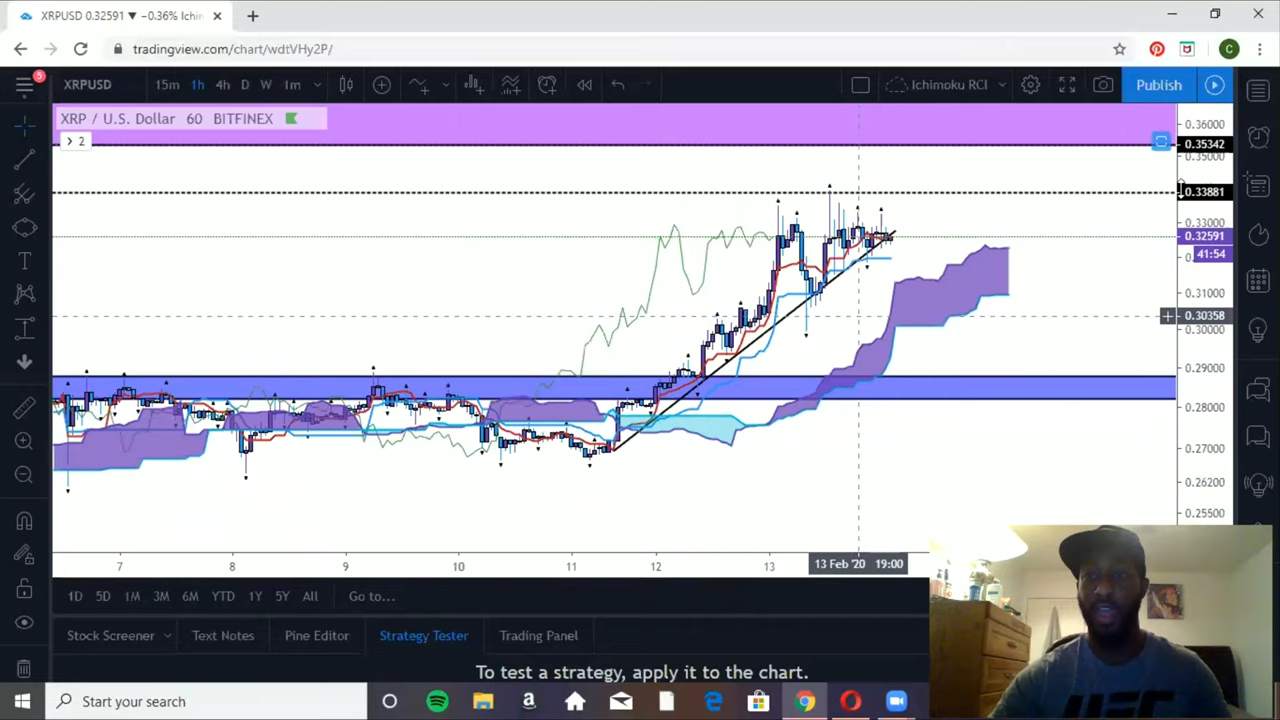 XRPUSD 0.32591 ▼ −0.36% Ichim
tradingview.com/chart/wdtVHy2P/
C
5
XRPUSD 15m 1h 4h D W 1m Ichimoku RCI Publish
XRP / U.S. Dollar 60 BITFINEX
2
0.36000
0.35342
0.35000
0.33881
0.33000
0.32591
41:54
0.31000
0.30358
0.30000
0.29000
0.28000
0.27000
0.26200
0.25500
7 8 9 10 11 12 13 13 Feb '20 19:00
1D 5D 1M 3M 6M YTD 1Y 5Y All Go to...
Stock Screener Text Notes Pine Editor Strategy Tester Trading Panel
To test a strategy, apply it to the chart.
UFC
Start your search